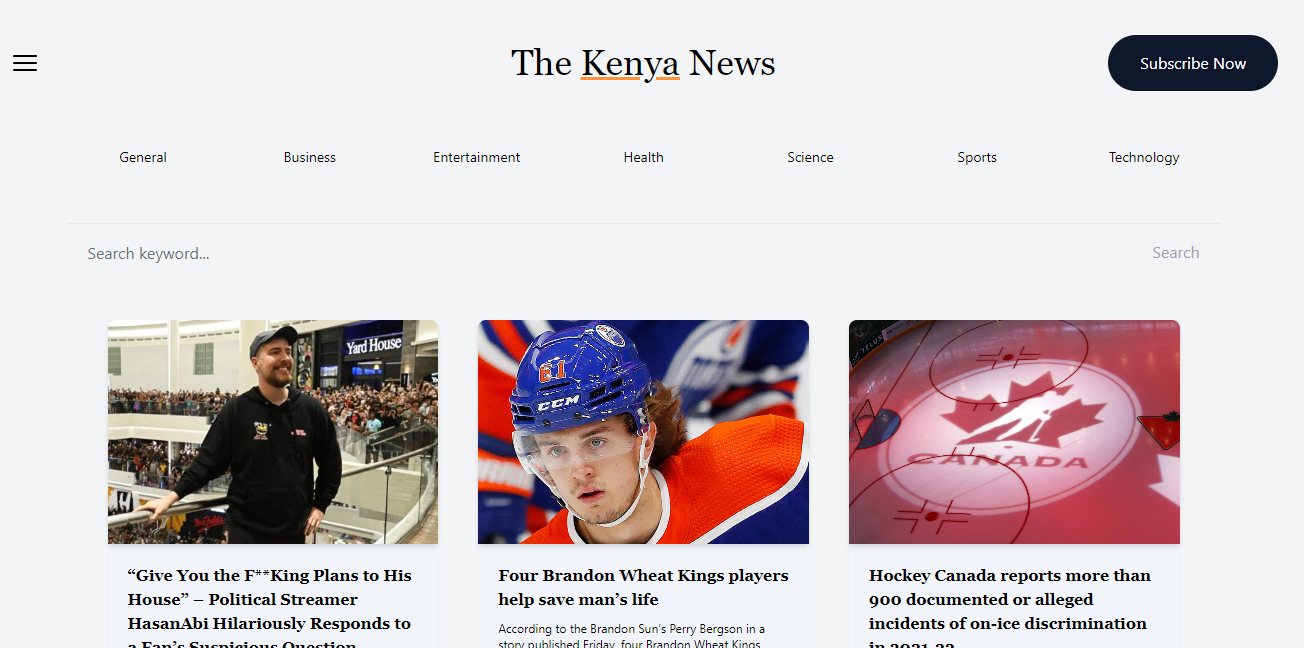 The Kenya News
Subscribe Now
General
Business
Entertainment
Health
Science
Sports
Technology
Search keyword...
Search
Yard House
61
CCM
TELUS
CANADA
“Give You the F**King Plans to His
House” – Political Streamer
HasanAbi Hilariously Responds to
a Fan’s Suspicious Question
Four Brandon Wheat Kings players
help save man’s life
According to the Brandon Sun’s Perry Bergson in a
story published Friday, four Brandon Wheat Kings
Hockey Canada reports more than
900 documented or alleged
incidents of on-ice discrimination
in 2021-22